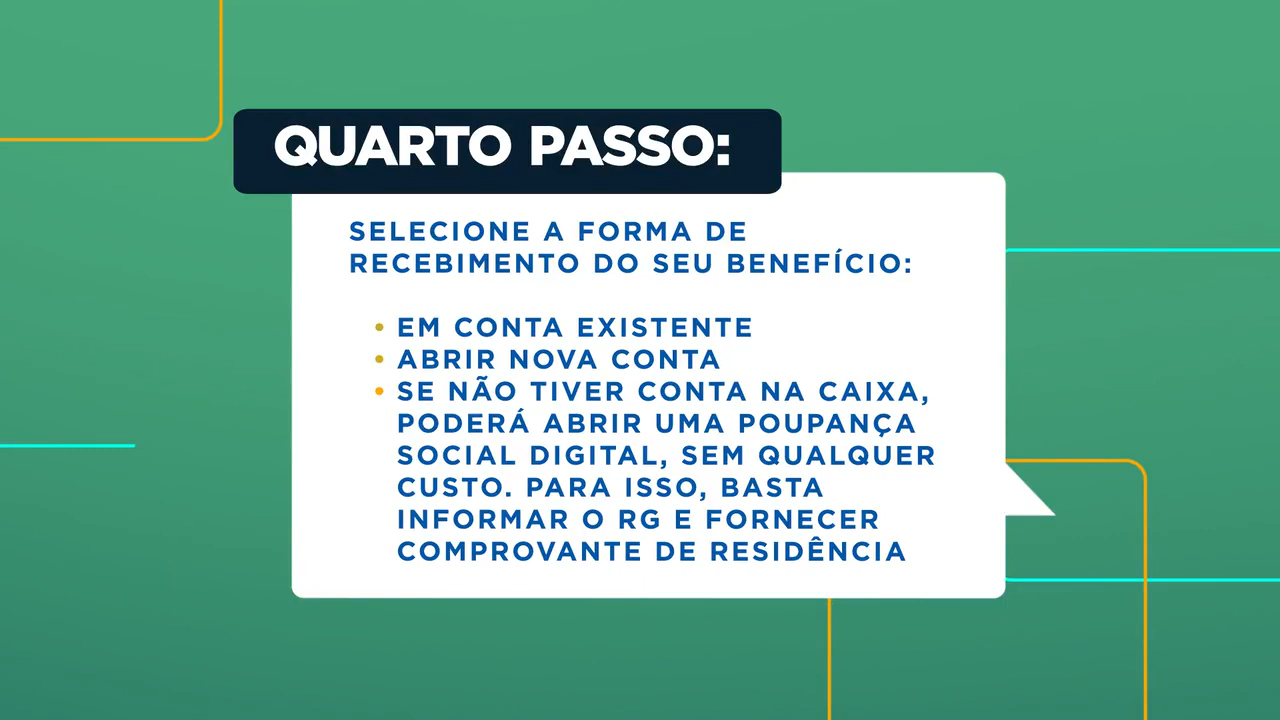 QUARTO PASSO:
SELECIONE A FORMA DE
RECEBIMENTO DO SEU BENEFÍCIO:
• EM CONTA EXISTENTE
• ABRIR NOVA CONTA
• SE NÃO TIVER CONTA NA CAIXA,
PODERÁ ABRIR UMA POUPANÇA
SOCIAL DIGITAL, SEM QUALQUER
CUSTO. PARA ISSO, BASTA
INFORMAR O RG E FORNECER
COMPROVANTE DE RESIDÊNCIA